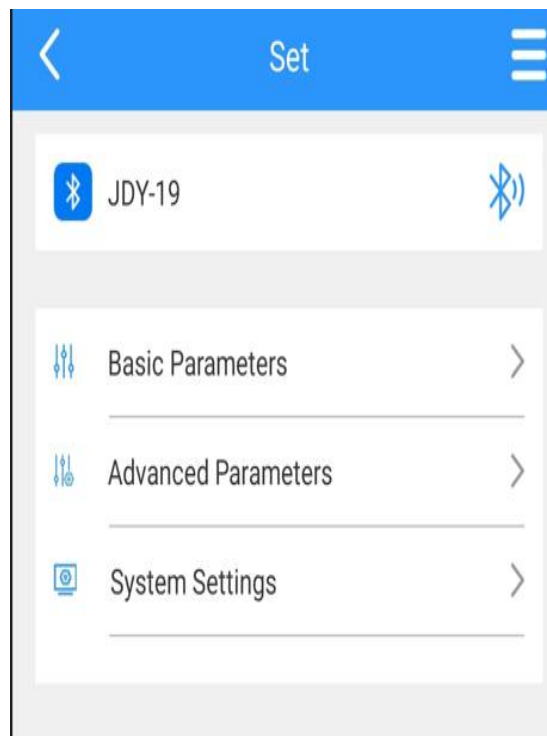 Set
JDY-19
Basic Parameters
Advanced Parameters
System Settings